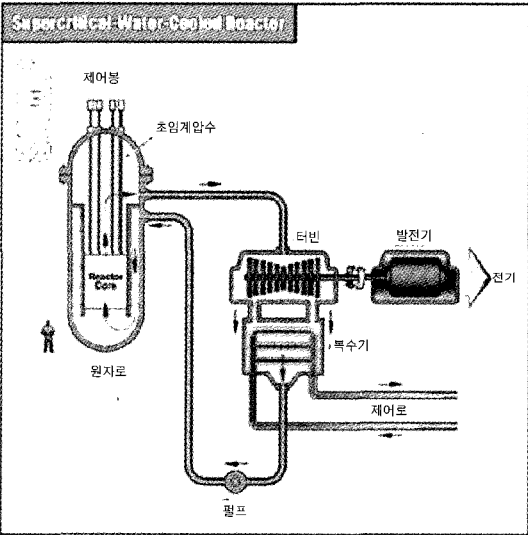 Supercritical-Water-Cooled Reactor
제어봉
초임계압수
터빈
발전기
전기
Reactor
Core
복수기
원자로
제어로
펌프